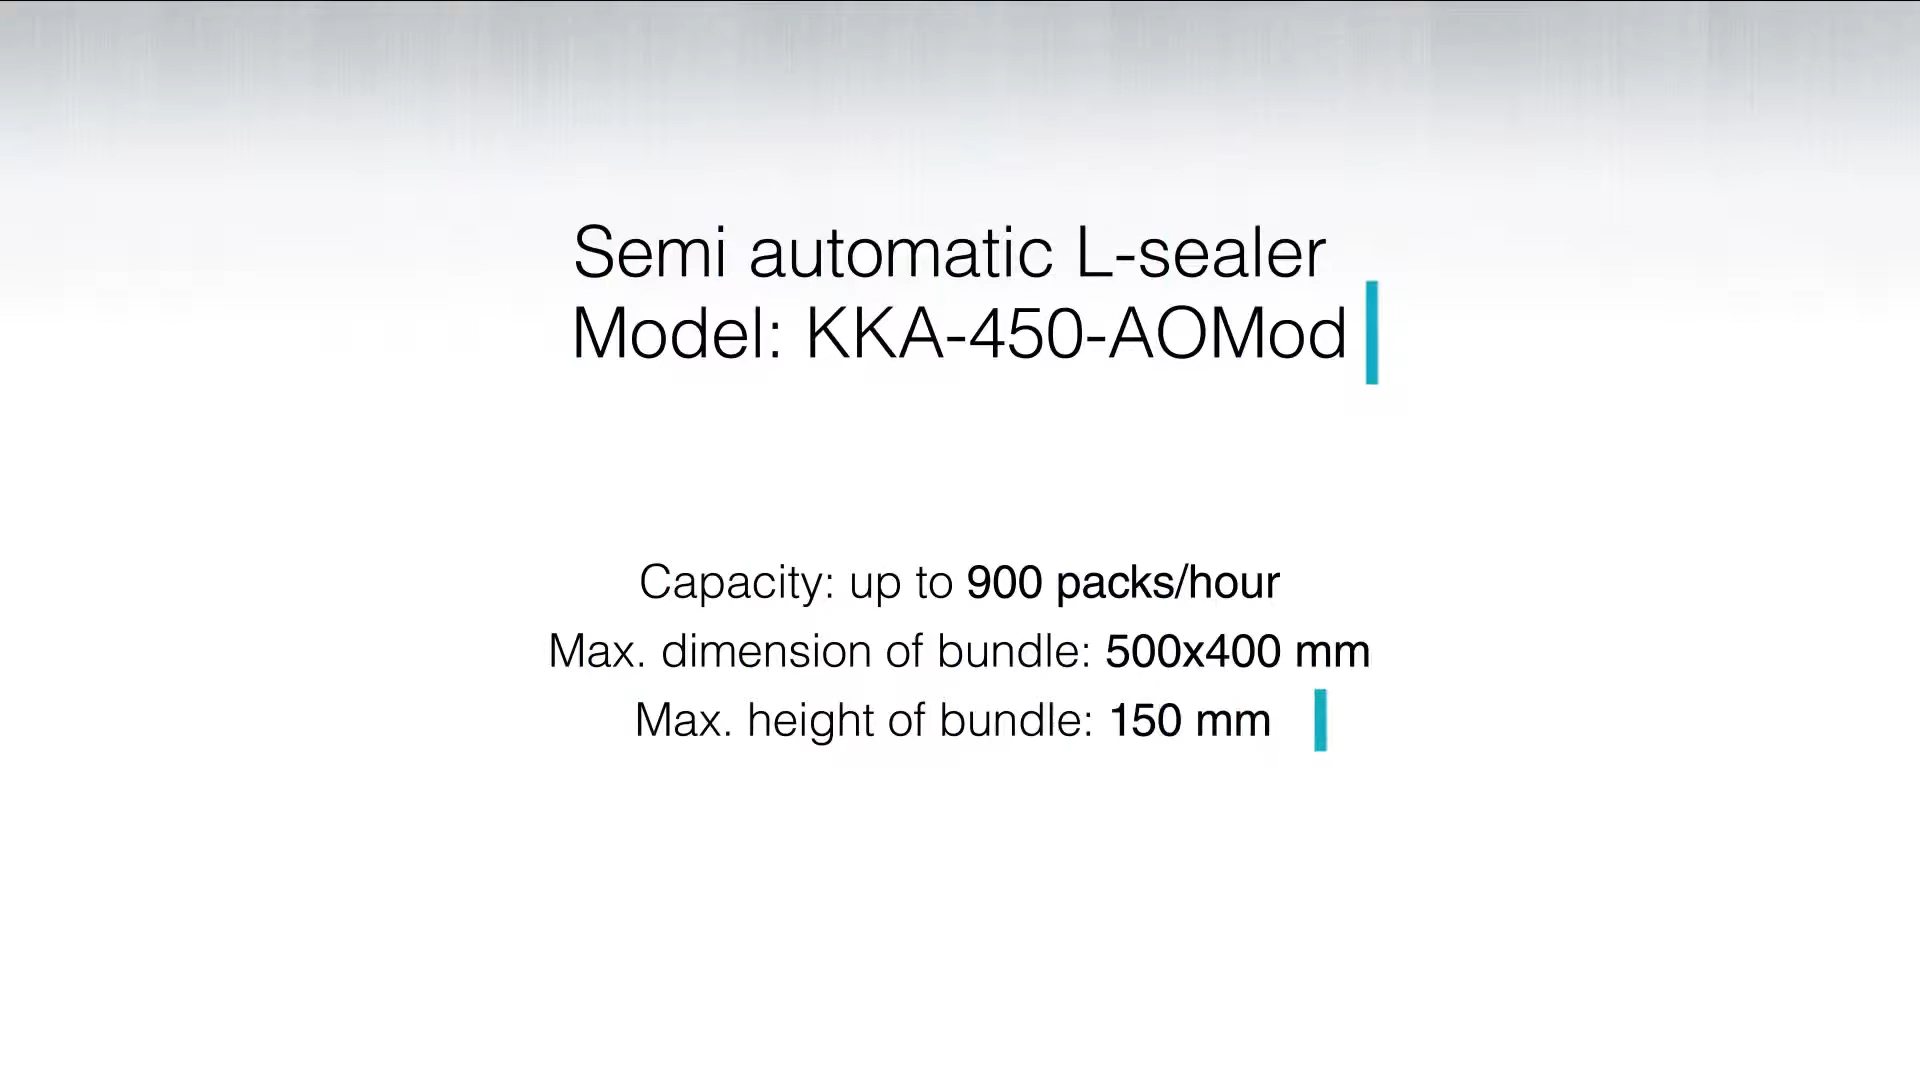 Semi automatic L-sealer
Model: KKA-450-AOMod
Capacity: up to 900 packs/hour
Max. dimension of bundle: 500x400 mm
Max. height of bundle: 150 mm